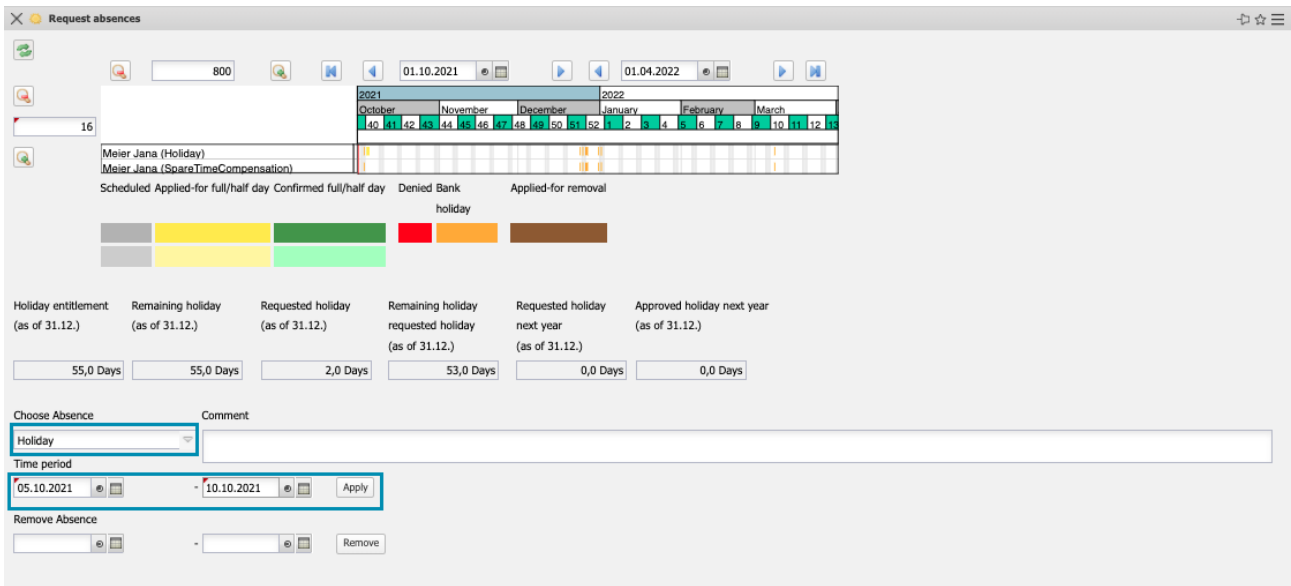 Request absences
800 01.10.2021 01.04.2022
2021 2022
October November December January February March
16 40 41 42 43 44 45 46 47 48 49 50 51 52 1 2 3 4 5 6 7 8 9 10 11 12 13
Meier Jana (Holiday)
Meier Jana (SpareTimeCompensation)
Scheduled Applied-for full/half day Confirmed full/half day Denied Bank Applied-for removal
holiday
Holiday entitlement Remaining holiday Requested holiday Remaining holiday Requested holiday Approved holiday next year
(as of 31.12.) (as of 31.12.) (as of 31.12.) requested holiday next year (as of 31.12.)
(as of 31.12.) (as of 31.12.)
55,0 Days 55,0 Days 2,0 Days 53,0 Days 0,0 Days 0,0 Days
Choose Absence Comment
Holiday
Time period
05.10.2021 - 10.10.2021 Apply
Remove Absence
- Remove